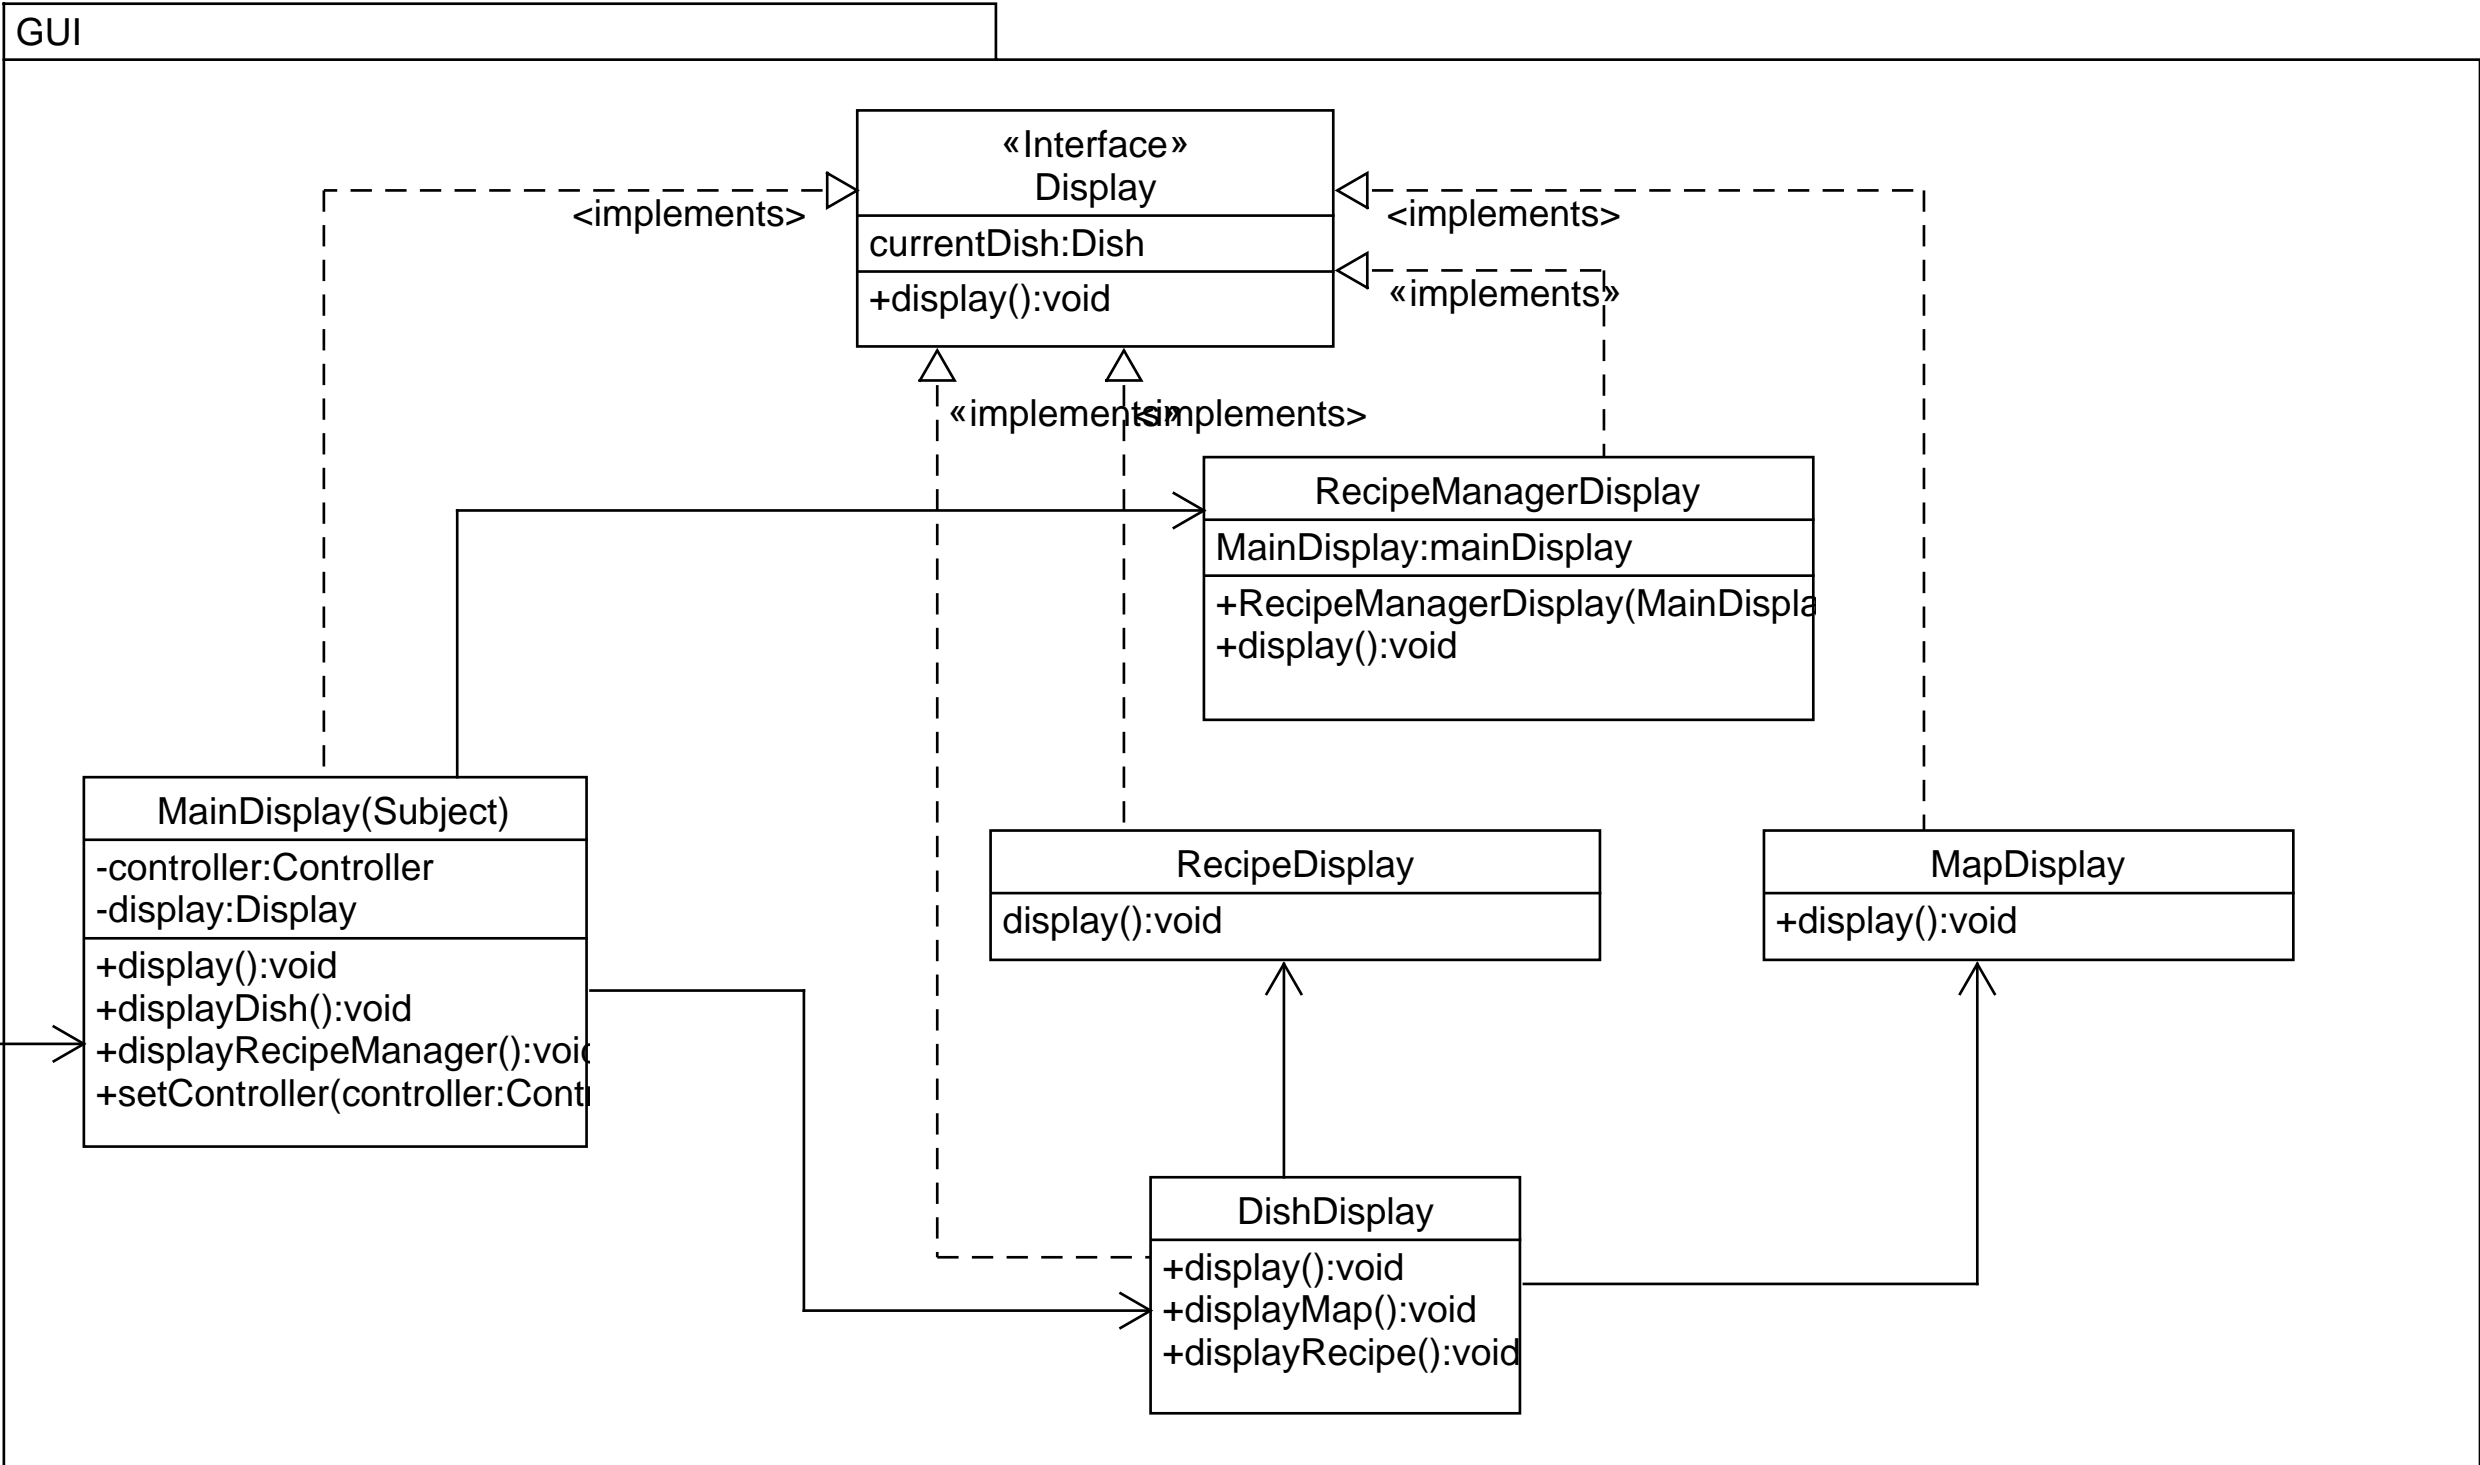 GUI
«Interface»
Display
currentDish:Dish
+display():void
<implements>
<implements>
«implements»
«implements»
<implements>
RecipeManagerDisplay
MainDisplay:mainDisplay
+RecipeManagerDisplay(MainDispla
+display():void
MainDisplay(Subject)
-controller:Controller
-display:Display
+display():void
+displayDish():void
+displayRecipeManager():void
+setController(controller:Contr
RecipeDisplay
display():void
MapDisplay
+display():void
DishDisplay
+display():void
+displayMap():void
+displayRecipe():void